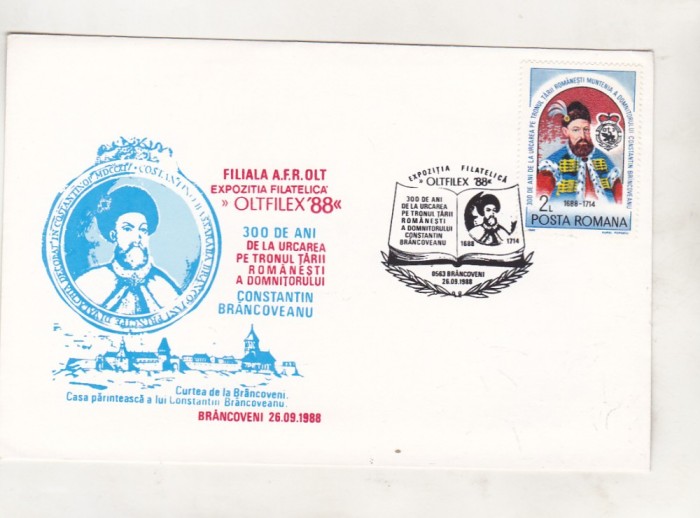 FILIALA A.F.R. OLT
EXPOZITIA FILATELICA
» OLTFILEX '88«
300 DE ANI
DE LA URCAREA
PE TRONUL ȚĂRII
ROMÂNEȘTI
A DOMNIȚORULUI
CONSTANTIN
BRÂNCOVEANU
Curtea de la Brâncoveni.
Casa părintească a lui Constantin Brâncoveanu.
BRÂNCOVENI 26.09.1988
EXPOZIȚIA FILATELICĂ
» OLTFILEX '88«
300 DE ANI
DE LA URCAREA
PE TRONUL ȚĂRII
ROMÂNEȘTI
A DOMNITORULUI
CONSTANTIN
BRÂNCOVEANU
1688 1714
0563 BRÂNCOVENI
26.09.1988
300 DE ANI DE LA URCAREA PE TRONUL ȚĂRII ROMÂNEȘTI MUNTENIA A DOMNITORULUI CONSTANTIN BRÂNCOVEANU
1688-1714
2L
POSTA ROMANA